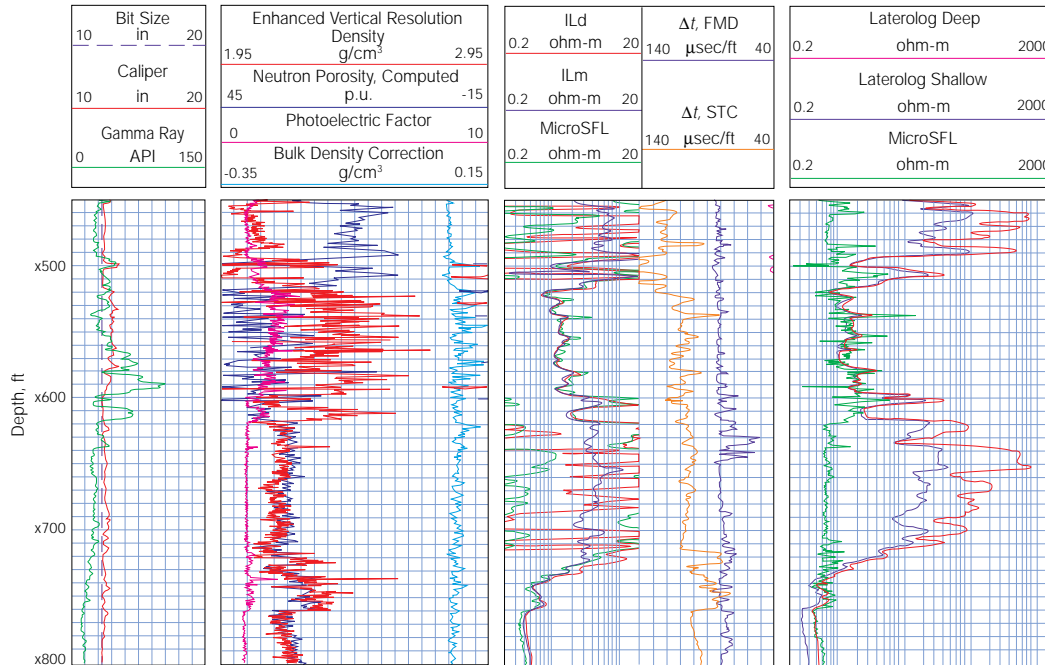 Bit Size
10 in 20
Caliper
10 in 20
Gamma Ray
0 API 150
Enhanced Vertical Resolution
Density
1.95 g/cm³ 2.95
Neutron Porosity, Computed
45 p.u. -15
Photoelectric Factor
0 10
Bulk Density Correction
-0.35 g/cm³ 0.15
ILd
0.2 ohm-m 20
ILm
0.2 ohm-m 20
MicroSFL
0.2 ohm-m 20
Δt, FMD
140 μsec/ft 40
Δt, STC
140 μsec/ft 40
Laterolog Deep
0.2 ohm-m 2000
Laterolog Shallow
0.2 ohm-m 2000
MicroSFL
0.2 ohm-m 2000
Depth, ft
x500
x600
x700
x800